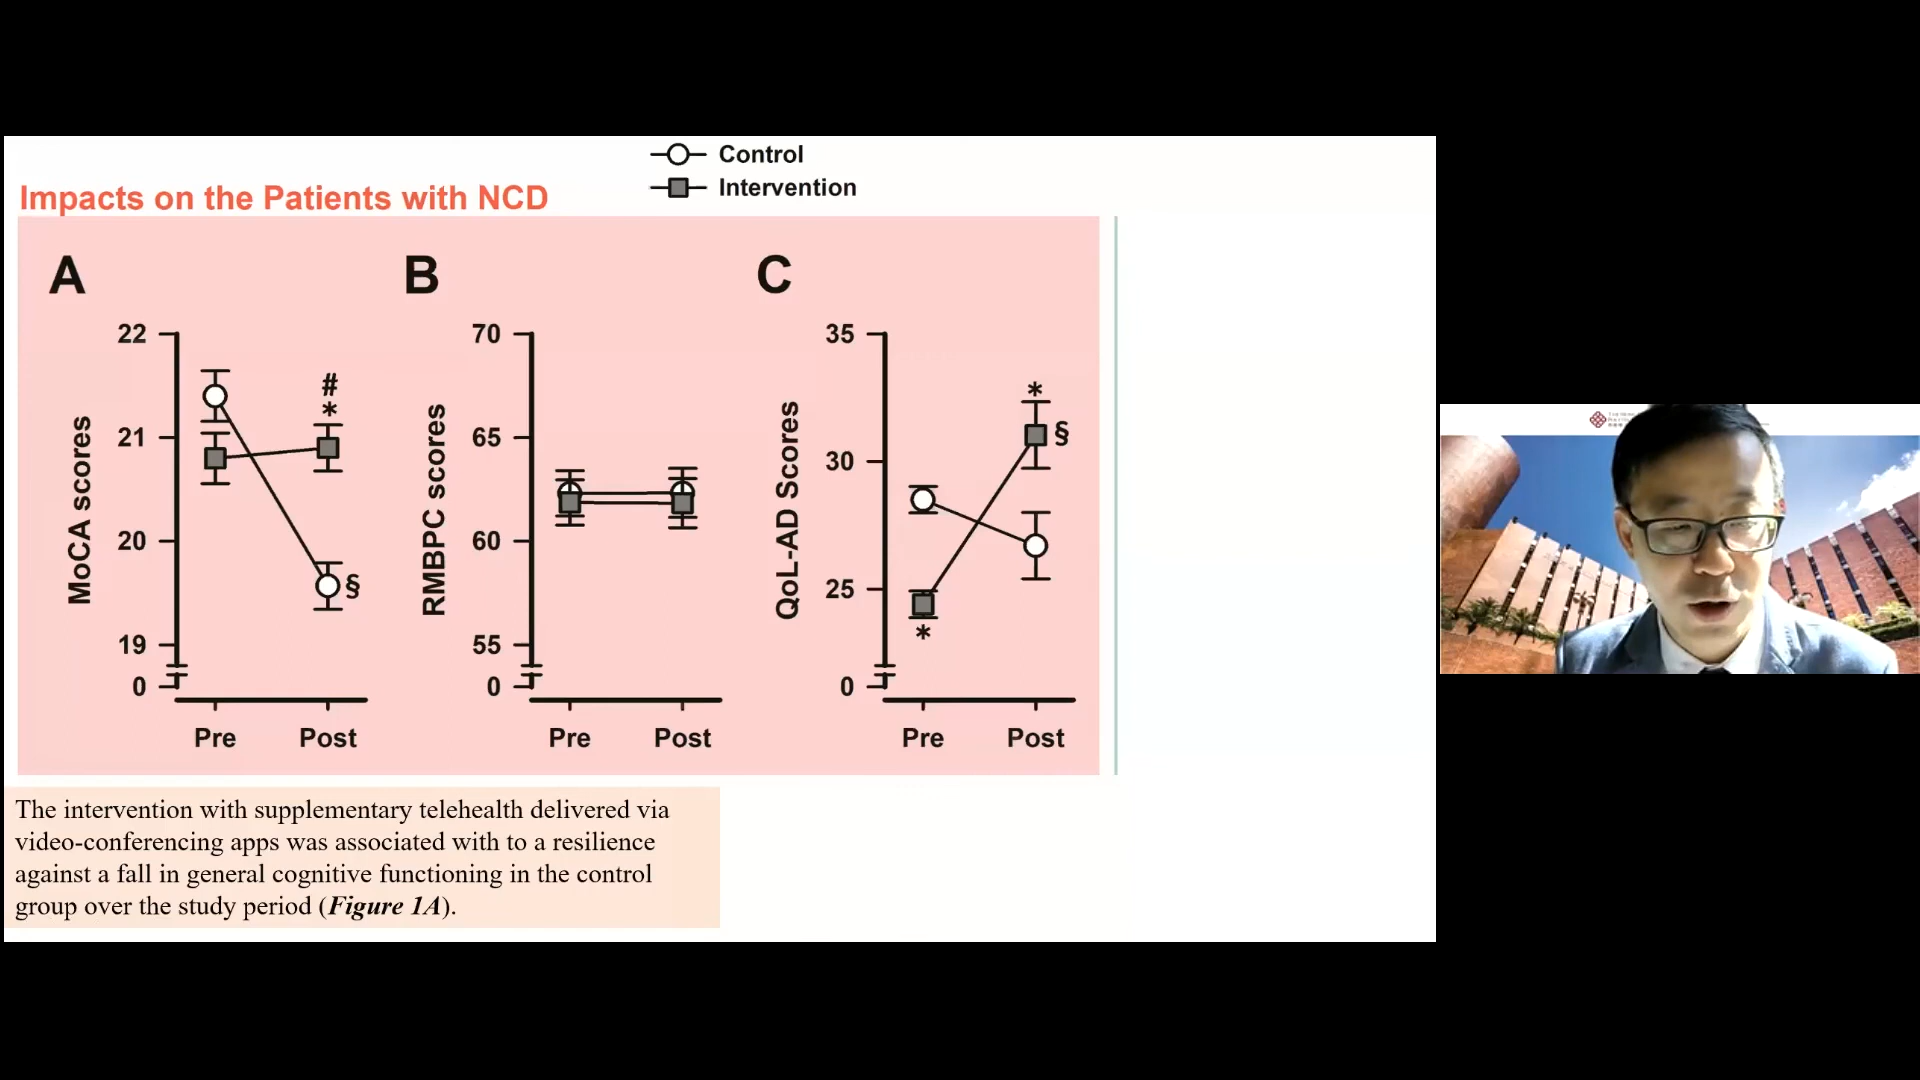 Control
Intervention
Impacts on the Patients with NCD
A
MoCA scores
22
21
20
19
0
#
*
§
Pre
Post
B
RMBPC scores
70
65
60
55
0
Pre
Post
C
QoL-AD Scores
35
30
25
0
*
§
*
Pre
Post
The intervention with supplementary telehealth delivered via
video-conferencing apps was associated with to a resilience
against a fall in general cognitive functioning in the control
group over the study period (Figure 1A).